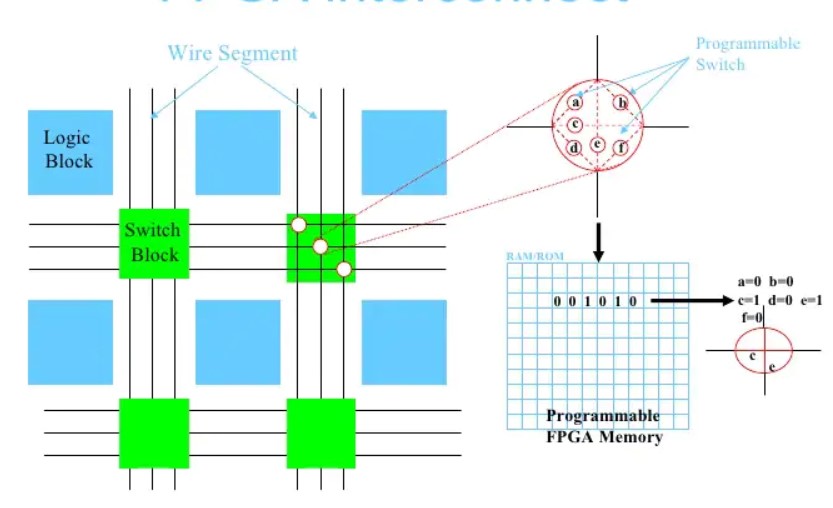 Wire Segment
Programmable
Switch
a
b
c
d
e
f
Logic
Block
Switch
Block
RAM/ROM
0 0 1 0 1 0
a=0 b=0
c=1 d=0 e=1
f=0
c
e
Programmable
FPGA Memory